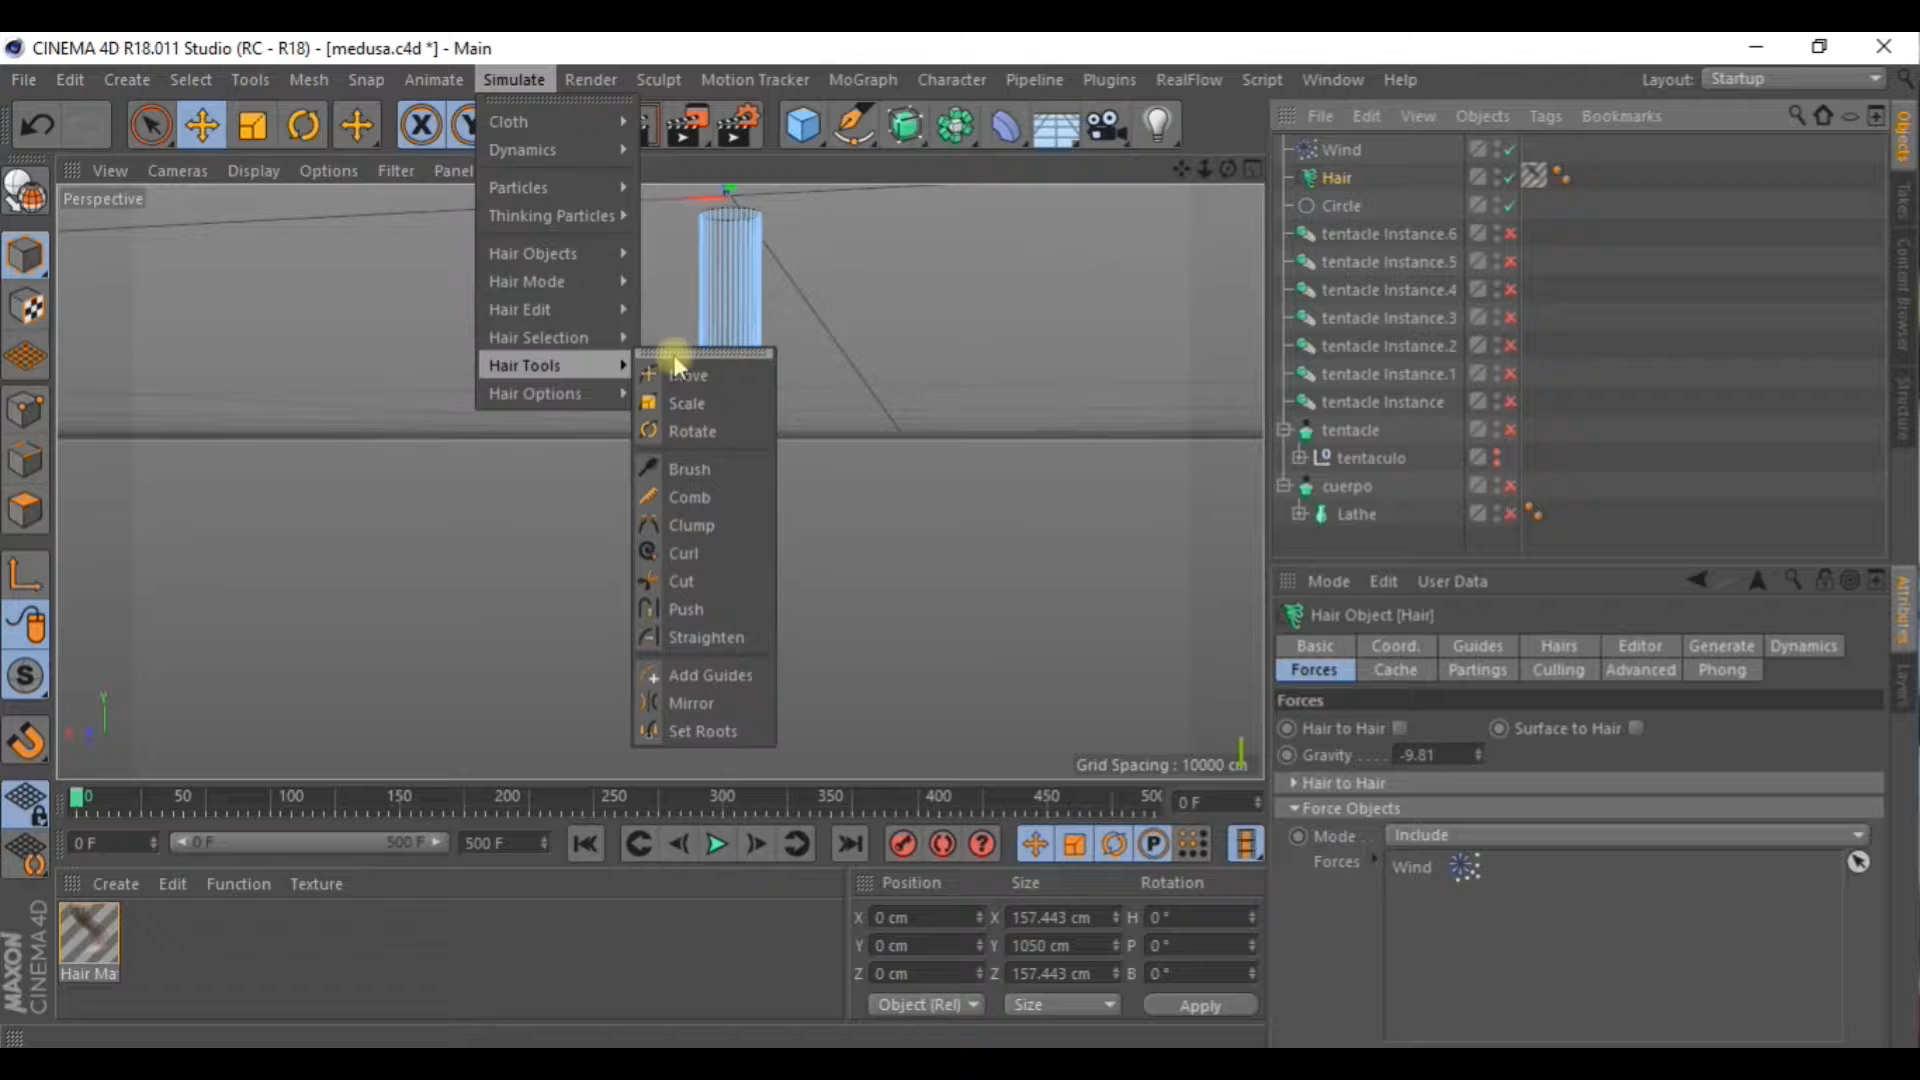 CINEMA 4D R18.011 Studio (RC - R18) - [medusa.c4d *] - Main
File Edit Create Select Tools Mesh Snap Animate Simulate Render Sculpt Motion Tracker MoGraph Character Pipeline Plugins RealFlow Script Window Help Layout: Startup
File Edit View Objects Tags Bookmarks
View Cameras Display Options Filter Panel
Perspective
Cloth
Dynamics
Particles
Thinking Particles
Hair Objects
Hair Mode
Hair Edit
Hair Selection
Hair Tools
Hair Options
Move
Scale
Rotate
Brush
Comb
Clump
Curl
Cut
Push
Straighten
Add Guides
Mirror
Set Roots
Grid Spacing : 10000 cm
Wind
Hair
Circle
tentacle Instance.6
tentacle Instance.5
tentacle Instance.4
tentacle Instance.3
tentacle Instance.2
tentacle Instance.1
tentacle Instance
tentacle
tentaculo
cuerpo
Lathe
Objects
Takes
Content Browser
Structure
Mode Edit User Data
Hair Object [Hair]
Basic Coord. Guides Hairs Editor Generate Dynamics
Forces Cache Partings Culling Advanced Phong
Forces
Hair to Hair Surface to Hair
Gravity . . . . -9.81
Hair to Hair
Force Objects
Mode . . Include
Forces Wind
Attributes
Layers
0 50 100 150 200 250 300 350 400 450 500 0 F
0 F 0 F 500 F 500 F
Create Edit Function Texture
Hair Ma
Position Size Rotation
X 0 cm X 157.443 cm H 0 °
Y 0 cm Y 1050 cm P 0 °
Z 0 cm Z 157.443 cm B 0 °
Object (Rel) Size Apply
MAXON
CINEMA 4D